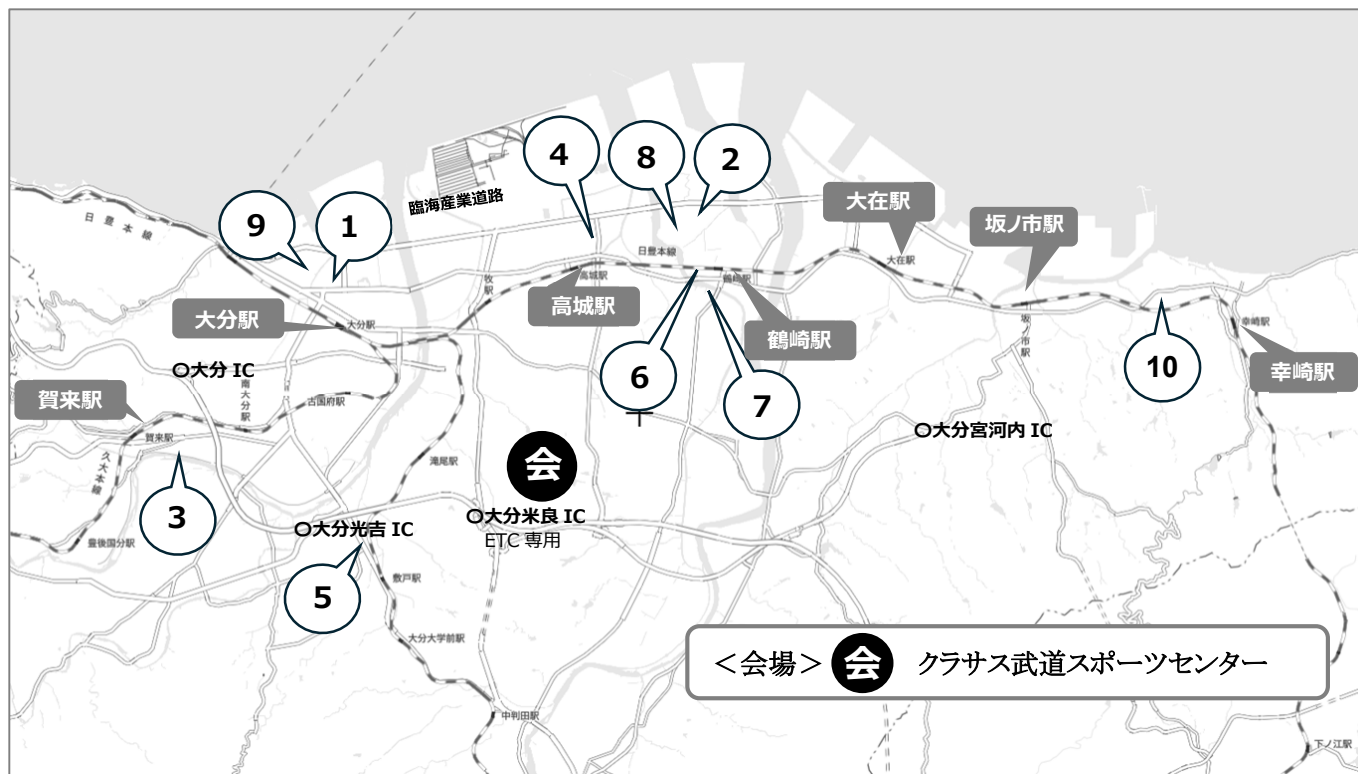 4
8
2
臨海産業道路
大在駅
日豊本線
9
1
坂ノ市駅
日豊本線
牧駅
高城駅
鶴崎駅
大在駅
高城駅
大分駅
大分駅
鶴崎駅
坂ノ市駅
幸崎駅
幸崎駅
10
6
7
大分 IC
南大分駅
賀来駅
古国府駅
賀来駅
大分宮河内 IC
久大本線
滝尾駅
会
3
大分光吉 IC
大分米良 IC
ETC 専用
豊後国分駅
5
敷戸駅
大分大学前駅
<会場> 会 クラサス武道スポーツセンター
中判田駅
下ノ江駅